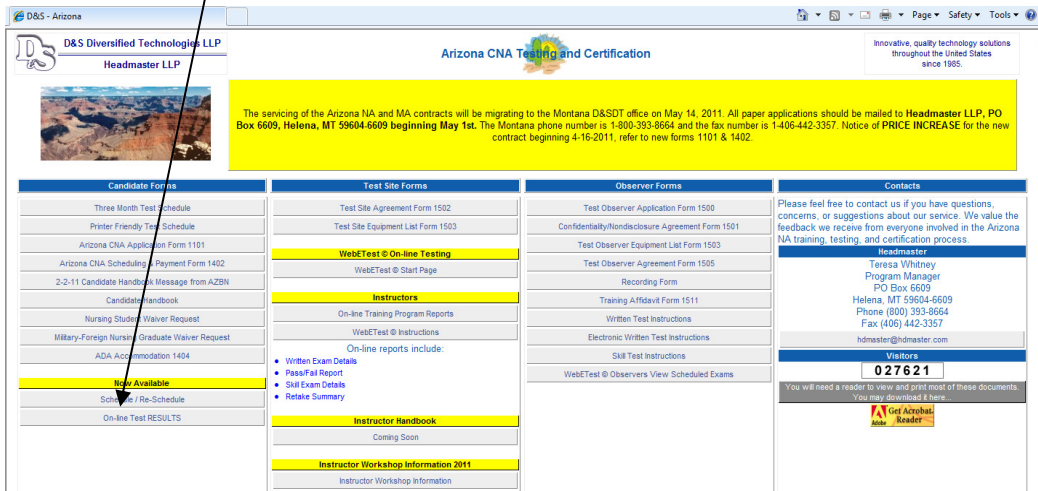 D&S - Arizona
Page Safety Tools
D&S Diversified Technologies LLP
Headmaster LLP
Arizona CNA Testing and Certification
Innovative, quality technology solutions
throughout the United States
since 1985.
The servicing of the Arizona NA and MA contracts will be migrating to the Montana D&SDT office on May 14, 2011. All paper applications should be mailed to Headmaster LLP, PO
Box 6609, Helena, MT 59604-6609 beginning May 1st. The Montana phone number is 1-800-393-8664 and the fax number is 1-406-442-3357. Notice of PRICE INCREASE for the new
contract beginning 4-16-2011, refer to new forms 1101 & 1402.
Candidate Forms
Three Month Test Schedule
Printer Friendly Test Schedule
Arizona CNA Application Form 1101
Arizona CNA Scheduling & Payment Form 1402
2-2-11 Candidate Handbook Message from AZBN
Candidate Handbook
Nursing Student Waiver Request
Military-Foreign Nursing Graduate Waiver Request
ADA Accommodation 1404
Now Available
Schedule / Re-Schedule
On-line Test RESULTS
Test Site Forms
Test Site Agreement Form 1502
Test Site Equipment List Form 1503
WebETest © On-line Testing
WebETest © Start Page
Instructors
On-line Training Program Reports
WebETest © Instructions
On-line reports include:
Written Exam Details
Pass/Fail Report
Skill Exam Details
Retake Summary
Instructor Handbook
Coming Soon
Instructor Workshop Information 2011
Instructor Workshop Information
Observer Forms
Test Observer Application Form 1500
Confidentiality/Nondisclosure Agreement Form 1501
Test Observer Equipment List Form 1503
Test Observer Agreement Form 1505
Recording Form
Training Affidavit Form 1511
Written Test Instructions
Electronic Written Test Instructions
Skill Test Instructions
WebETest © Observers View Scheduled Exams
Contacts
Please feel free to contact us if you have questions,
concerns, or suggestions about our service. We value the
feedback we receive from everyone involved in the Arizona
NA training, testing, and certification process.
Headmaster
Teresa Whitney
Program Manager
PO Box 6609
Helena, MT 59604-6609
Phone (800) 393-8664
Fax (406) 442-3357
hdmaster@hdmaster.com
Visitors
027621
You will need a reader to view and print most of these documents.
You may download it here...
Get Acrobat
Adobe Reader